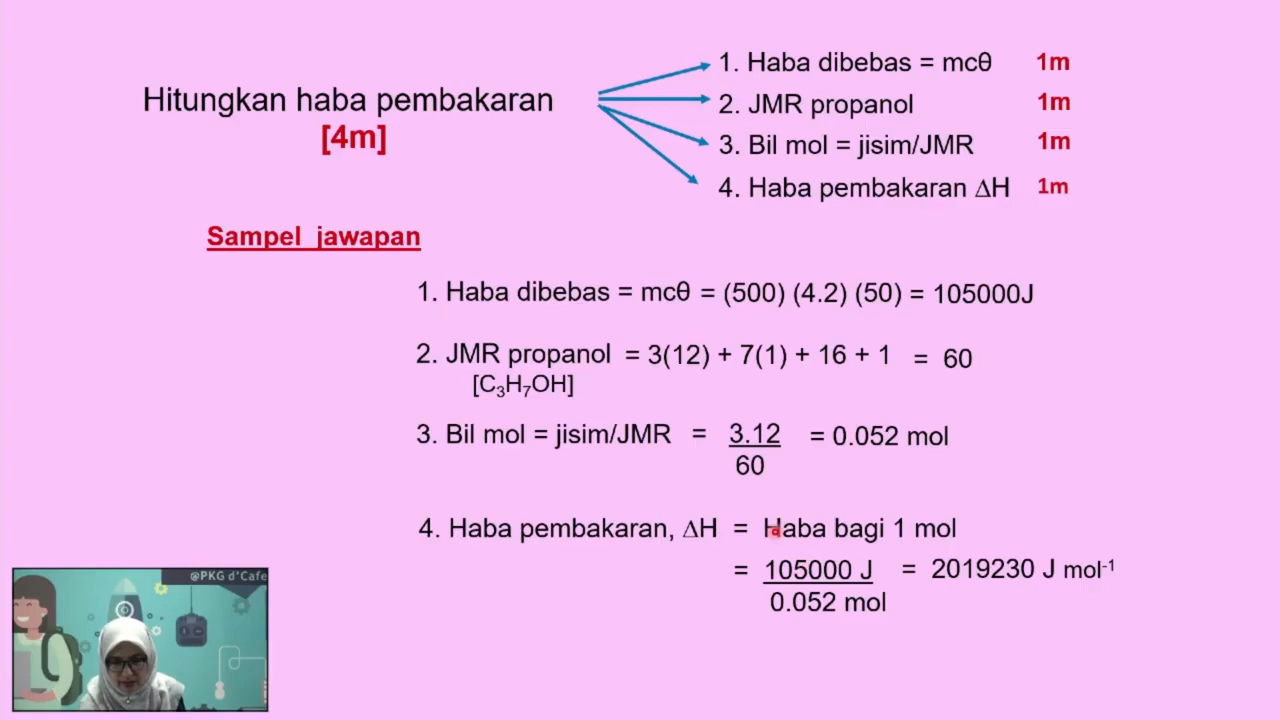 Hitungkan haba pembakaran
[4m]
1. Haba dibebas = mcθ 1m
2. JMR propanol 1m
3. Bil mol = jisim/JMR 1m
4. Haba pembakaran ∆H 1m
Sampel jawapan
1. Haba dibebas = mcθ = (500) (4.2) (50) = 105000J
2. JMR propanol = 3(12) + 7(1) + 16 + 1 = 60
[C₃H₇OH]
3. Bil mol = jisim/JMR = 3.12 = 0.052 mol
60
4. Haba pembakaran, ∆H = Haba bagi 1 mol
= 105000 J = 2019230 J mol⁻¹
0.052 mol
@PKG d'Cafe